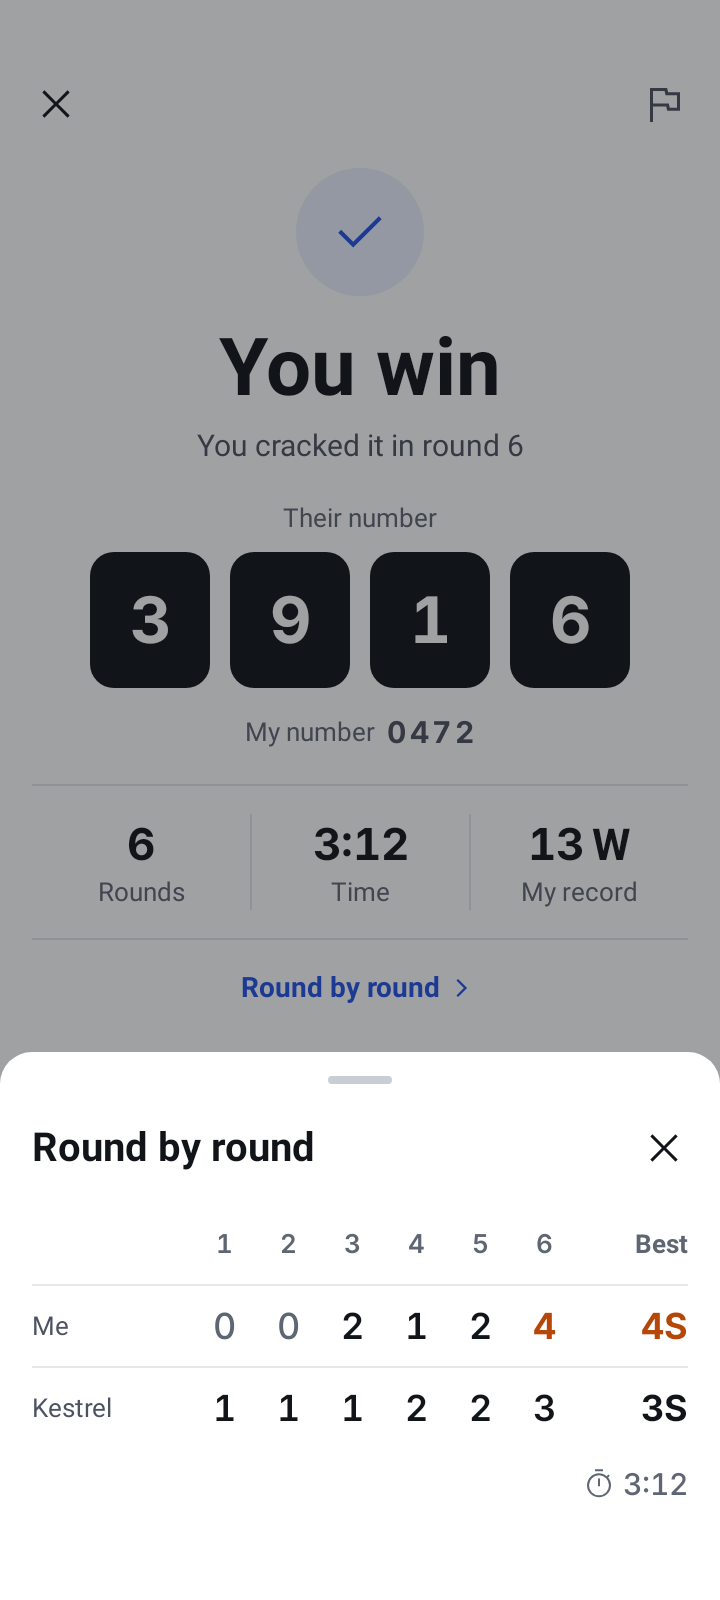 You win
You cracked it in round 6
Their number
3 9 1 6
My number 0472
6 3:12 13 W
Rounds Time My record
Round by round
Round by round
1 2 3 4 5 6 Best
Me 0 0 2 1 2 4 4S
Kestrel 1 1 1 2 2 3 3S
3:12